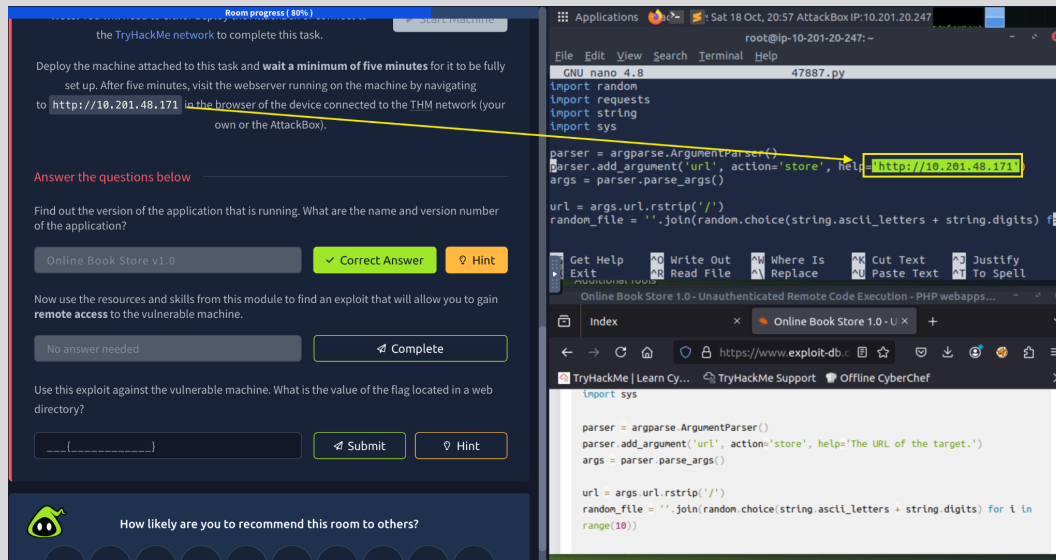 Room progress ( 80% )
Start Machine
the TryHackMe network to complete this task.
Deploy the machine attached to this task and wait a minimum of five minutes for it to be fully
set up. After five minutes, visit the webserver running on the machine by navigating
to http://10.201.48.171 in the browser of the device connected to the THM network (your
own or the AttackBox).
Answer the questions below
Find out the version of the application that is running. What are the name and version number
of the application?
Online Book Store v1.0
Correct Answer
Hint
Now use the resources and skills from this module to find an exploit that will allow you to gain
remote access to the vulnerable machine.
No answer needed
Complete
Use this exploit against the vulnerable machine. What is the value of the flag located in a web
directory?
___{____________}
Submit
Hint
How likely are you to recommend this room to others?
Applications
Sat 18 Oct, 20:57 AttackBox IP:10.201.20.247
root@ip-10-201-20-247: ~
File Edit View Search Terminal Help
GNU nano 4.8 47887.py
import random
import requests
import string
import sys
parser = argparse.ArgumentParser()
parser.add_argument('url', action='store', help='http://10.201.48.171')
args = parser.parse_args()
url = args.url.rstrip('/')
random_file = ''.join(random.choice(string.ascii_letters + string.digits) f
Get Help ^O Write Out ^W Where Is ^K Cut Text ^J Justify
Exit ^R Read File ^\ Replace ^U Paste Text ^T To Spell
Additional Tools
Online Book Store 1.0 - Unauthenticated Remote Code Execution - PHP webapps...
Index
Online Book Store 1.0 - U
https://www.exploit-db.c
TryHackMe | Learn Cy... TryHackMe Support Offline CyberChef
import sys
parser = argparse.ArgumentParser()
parser.add_argument('url', action='store', help='The URL of the target.')
args = parser.parse_args()
url = args.url.rstrip('/')
random_file = ''.join(random.choice(string.ascii_letters + string.digits) for i in
range(10))